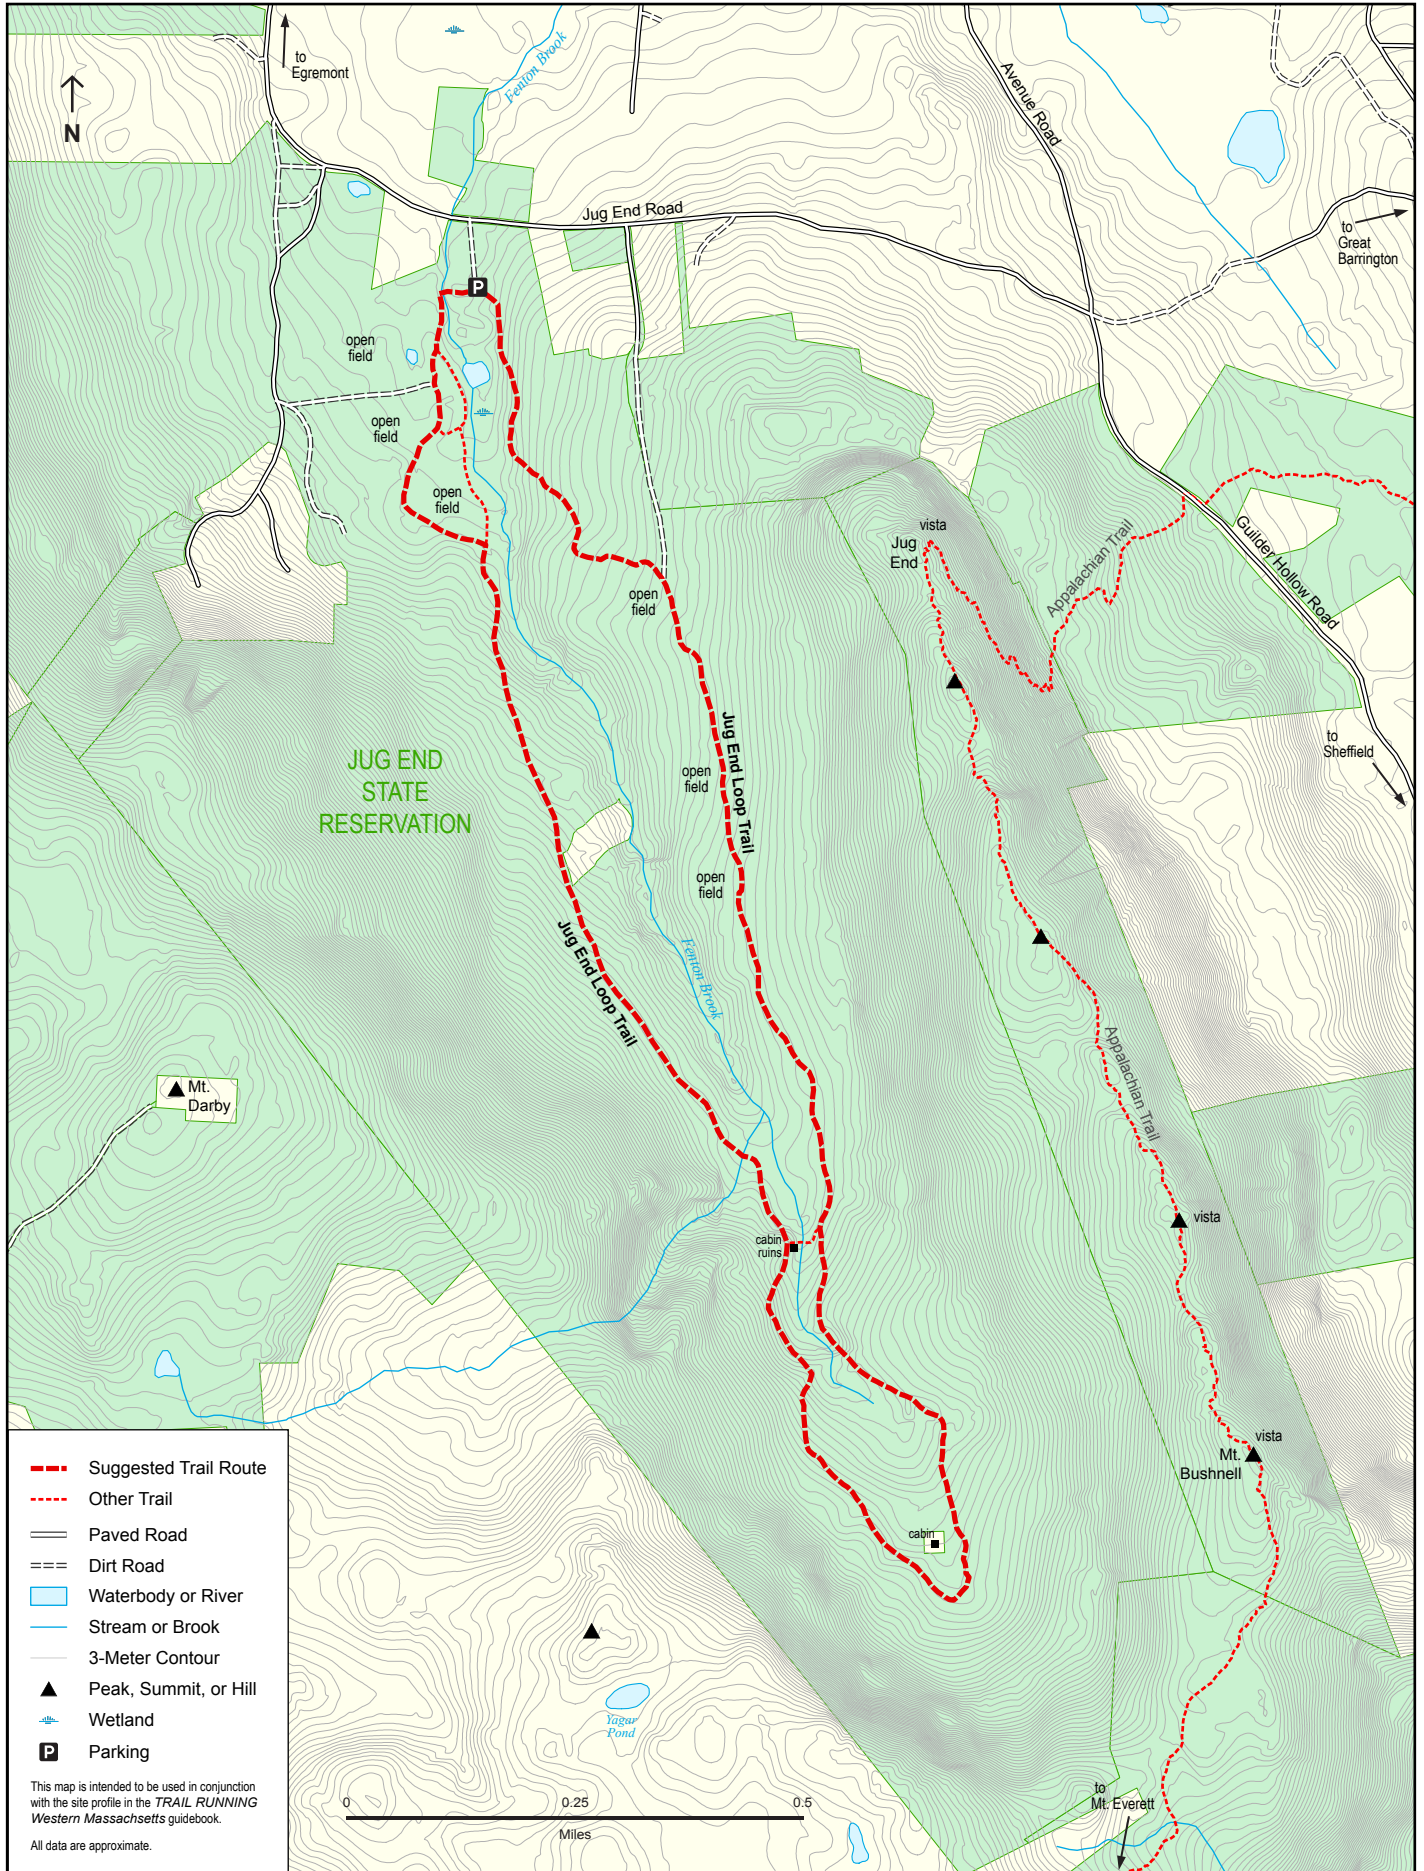 to
Egremont
N
Fenton Brook
Avenue Road
Jug End Road
to
Great
Barrington
P
open
field
open
field
open
field
vista
Jug
End
Appalachian Trail
Guilder Hollow Road
open
field
to
Sheffield
JUG END
STATE
RESERVATION
Jug End Loop Trail
open
field
open
field
Jug End Loop Trail
Fenton Brook
Appalachian Trail
Mt.
Darby
vista
cabin
ruins
vista
Mt.
Bushnell
cabin
Yagar
Pond
to
Mt. Everett
Suggested Trail Route
Other Trail
Paved Road
Dirt Road
Waterbody or River
Stream or Brook
3-Meter Contour
Peak, Summit, or Hill
Wetland
P Parking
This map is intended to be used in conjunction
with the site profile in the TRAIL RUNNING
Western Massachsetts guidebook.
All data are approximate.
0 0.25 0.5
Miles